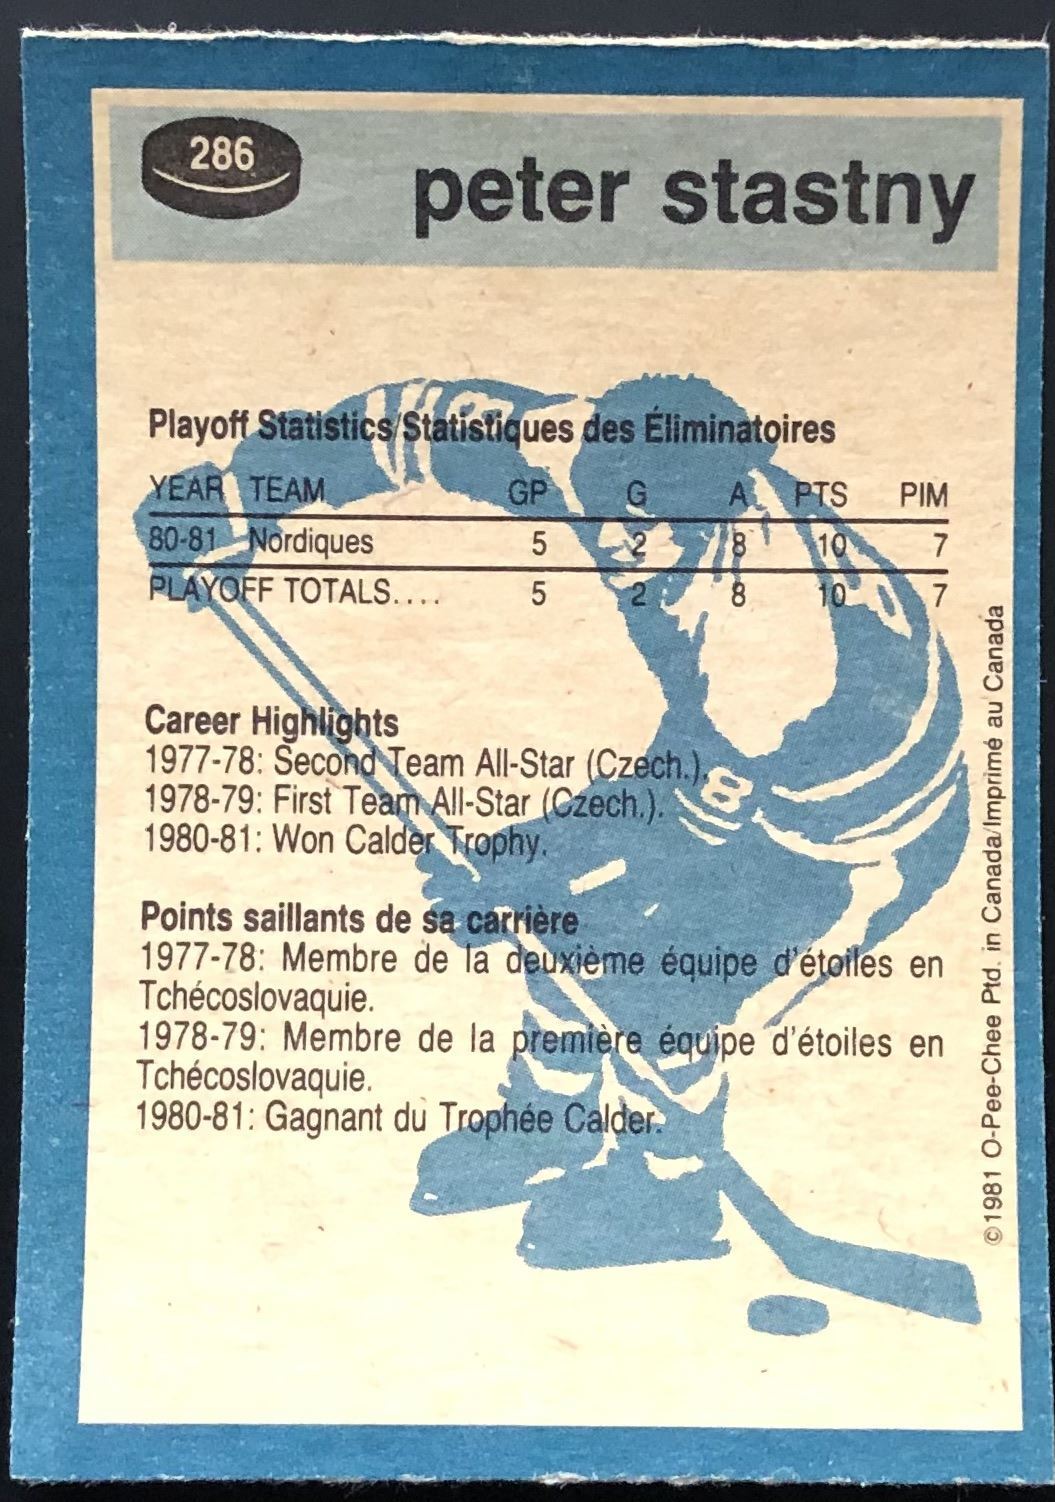 286
peter stastny
Playoff Statistics/Statistiques des Éliminatoires
YEAR TEAM GP G A PTS PIM
80-81 Nordiques 5 2 8 10 7
PLAYOFF TOTALS.... 5 2 8 10 7
Career Highlights
1977-78: Second Team All-Star (Czech.).
1978-79: First Team All-Star (Czech.).
1980-81: Won Calder Trophy.
Points saillants de sa carrière
1977-78: Membre de la deuxième équipe d'étoiles en
Tchécoslovaquie.
1978-79: Membre de la première équipe d'étoiles en
Tchécoslovaquie.
1980-81: Gagnant du Trophée Calder.
8
©1981 O-Pee-Chee Ptd. in Canada/Imprimé au Canada